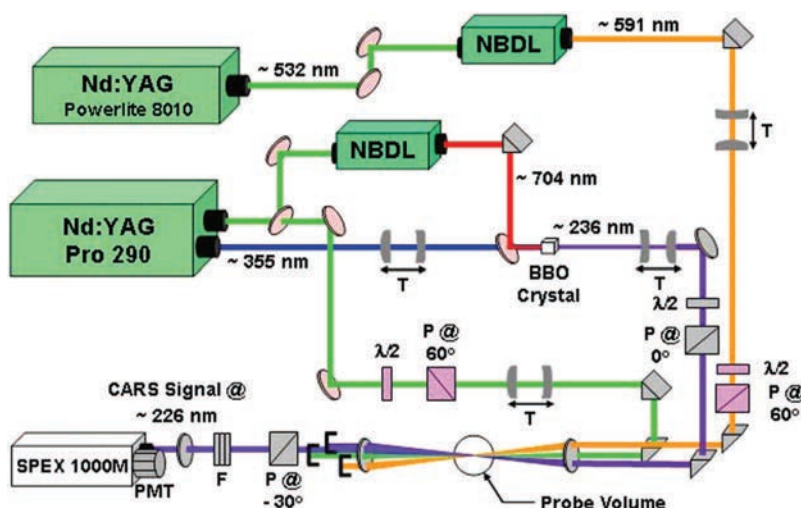 ~ 591 nm
NBDL
Nd:YAG
Powerlite 8010
~ 532 nm
T
NBDL
~ 704 nm
Nd:YAG
Pro 290
~ 236 nm
~ 355 nm
T
BBO
Crystal
T
λ/2
P @
0°
λ/2
P @
60°
λ/2
P @
60°
T
CARS Signal @
~ 226 nm
SPEX 1000M
PMT
F
P @
- 30°
Probe Volume